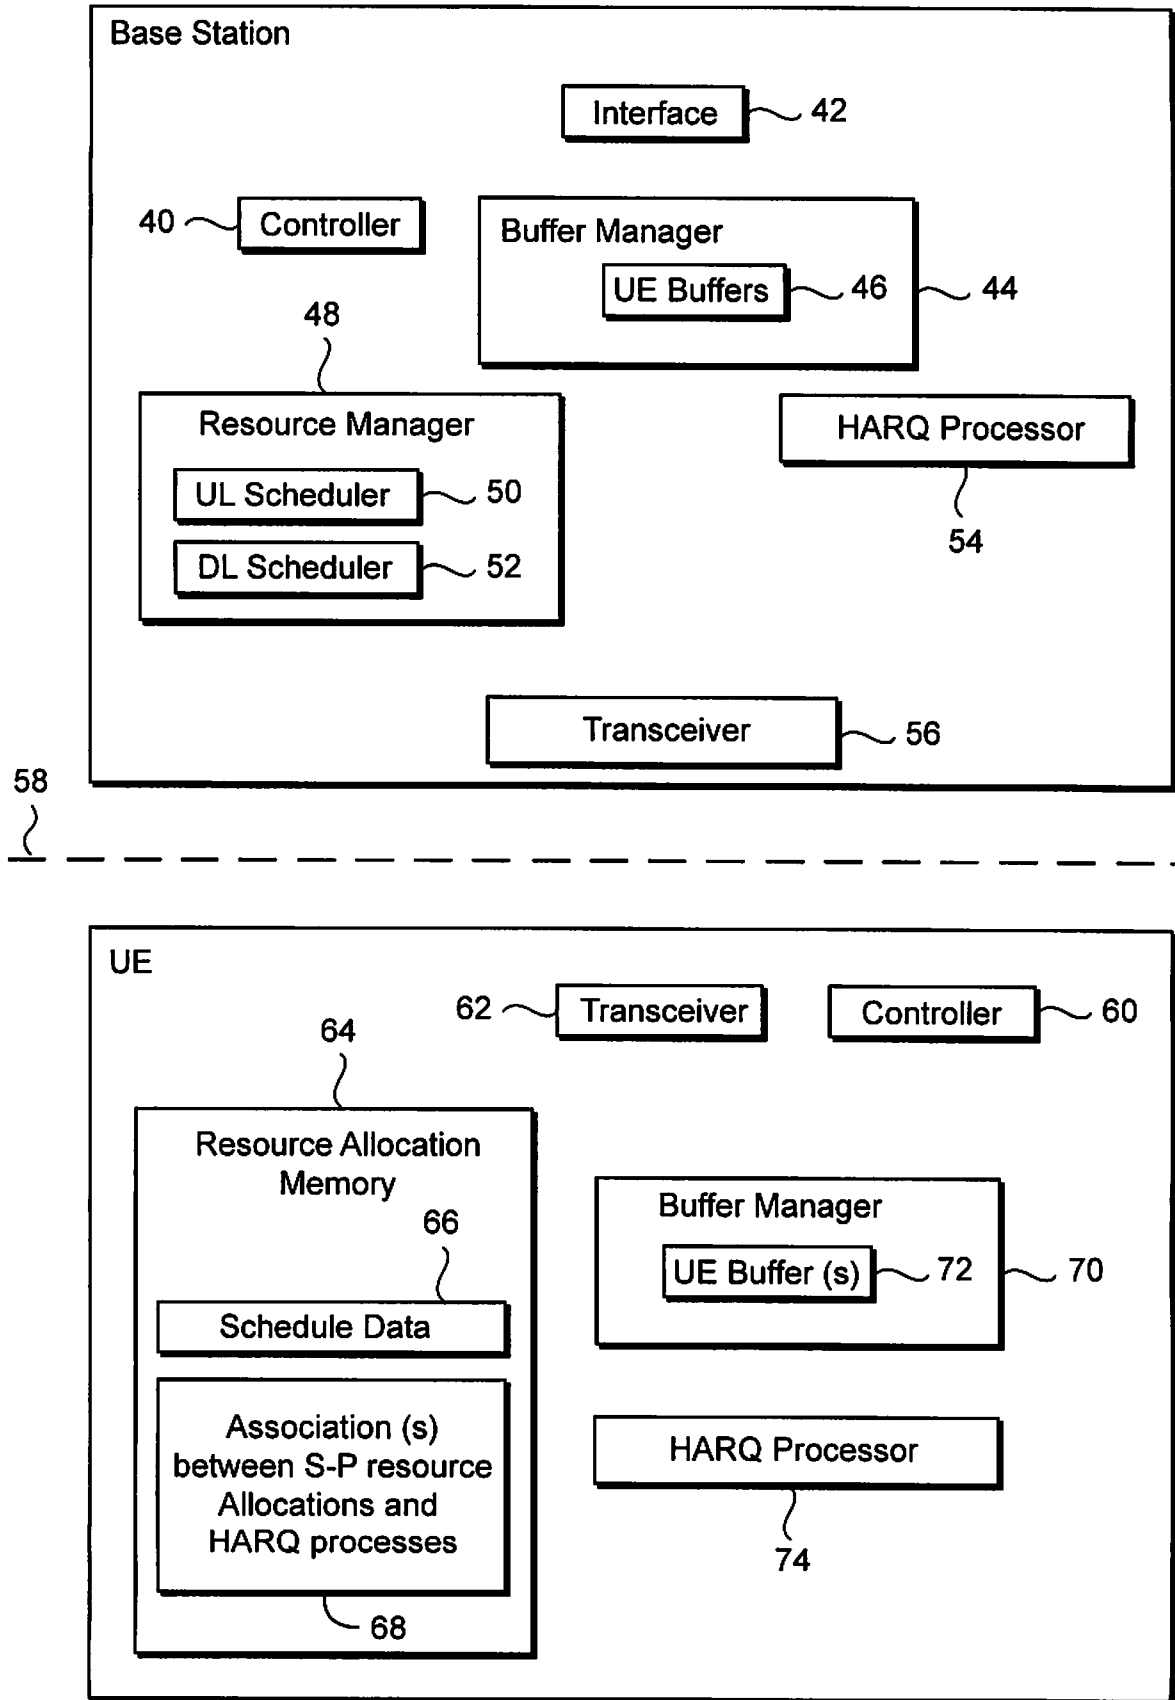 Base Station
Interface 42
40 Controller
Buffer Manager
UE Buffers 46 44
48
Resource Manager
HARQ Processor
UL Scheduler 50
54
DL Scheduler 52
Transceiver 56
58
UE
62 Transceiver
Controller 60
64
Resource Allocation
Memory
66
Buffer Manager
UE Buffer (s) 72 70
Schedule Data
Association (s)
between S-P resource
Allocations and
HARQ processes
HARQ Processor
74
68